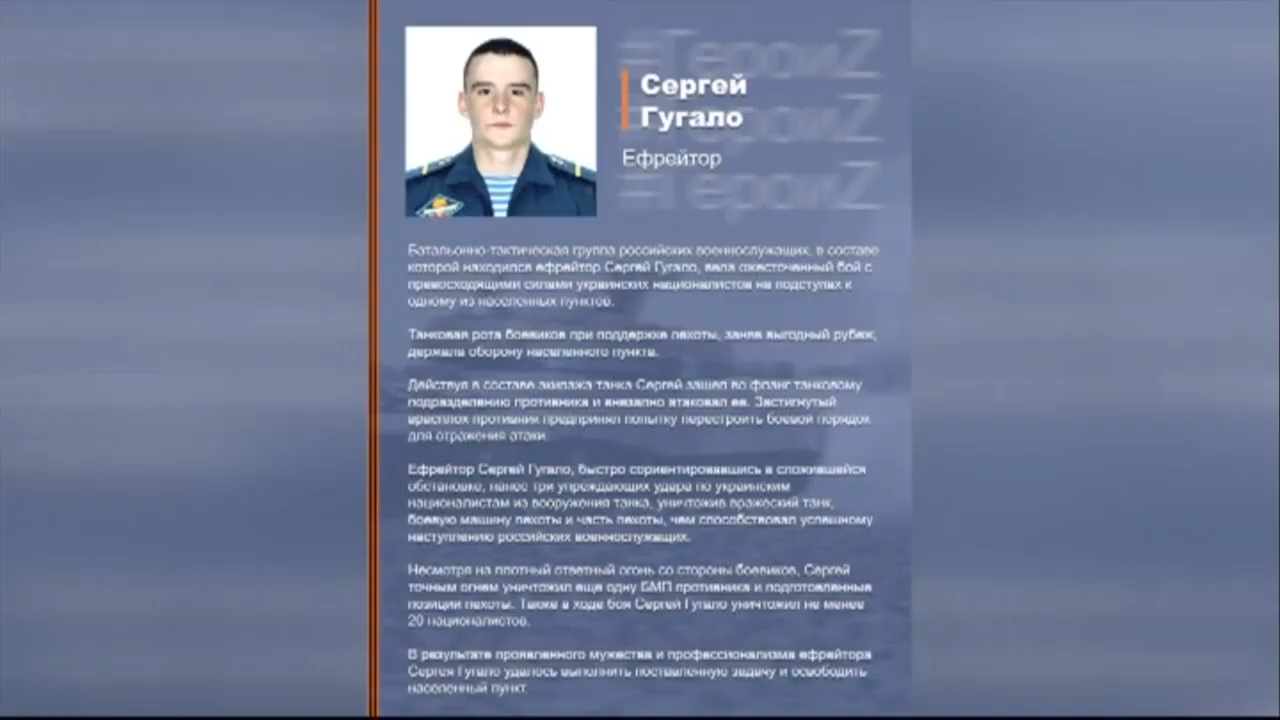 #ГероиZ
Сергей
Гугало
#ГероиZ
Ефрейтор
#ГероиZ
Батальонно-тактическая группа российских военнослужащих, в составе
которой находился ефрейтор Сергей Гугало, вела ожесточенный бой с
превосходящими силами украинских националистов на подступах к
одному из населенных пунктов.
Танковая рота боевиков при поддержке пехоты, заняв выгодный рубеж,
держала оборону населенного пункта.
Действуя в составе экипажа танка Сергей зашел во фланг танковому
подразделению противника и внезапно атаковал ее. Застигнутый
врасплох противник предпринял попытку перестроить боевой порядок
для отражения атаки.
Ефрейтор Сергей Гугало, быстро сориентировавшись в сложившейся
обстановке, нанес три упреждающих удара по украинским
националистам из вооружения танка, уничтожив вражеский танк,
боевую машину пехоты и часть пехоты, чем способствовал успешному
наступлению российских военнослужащих.
Несмотря на плотный ответный огонь со стороны боевиков, Сергей
точным огнем уничтожил еще одну БМП противника и подготовленные
позиции пехоты. Также в ходе боя Сергей Гугало уничтожил не менее
20 националистов.
В результате проявленного мужества и профессионализма ефрейтора
Сергея Гугало удалось выполнить поставленную задачу и освободить
населенный пункт.